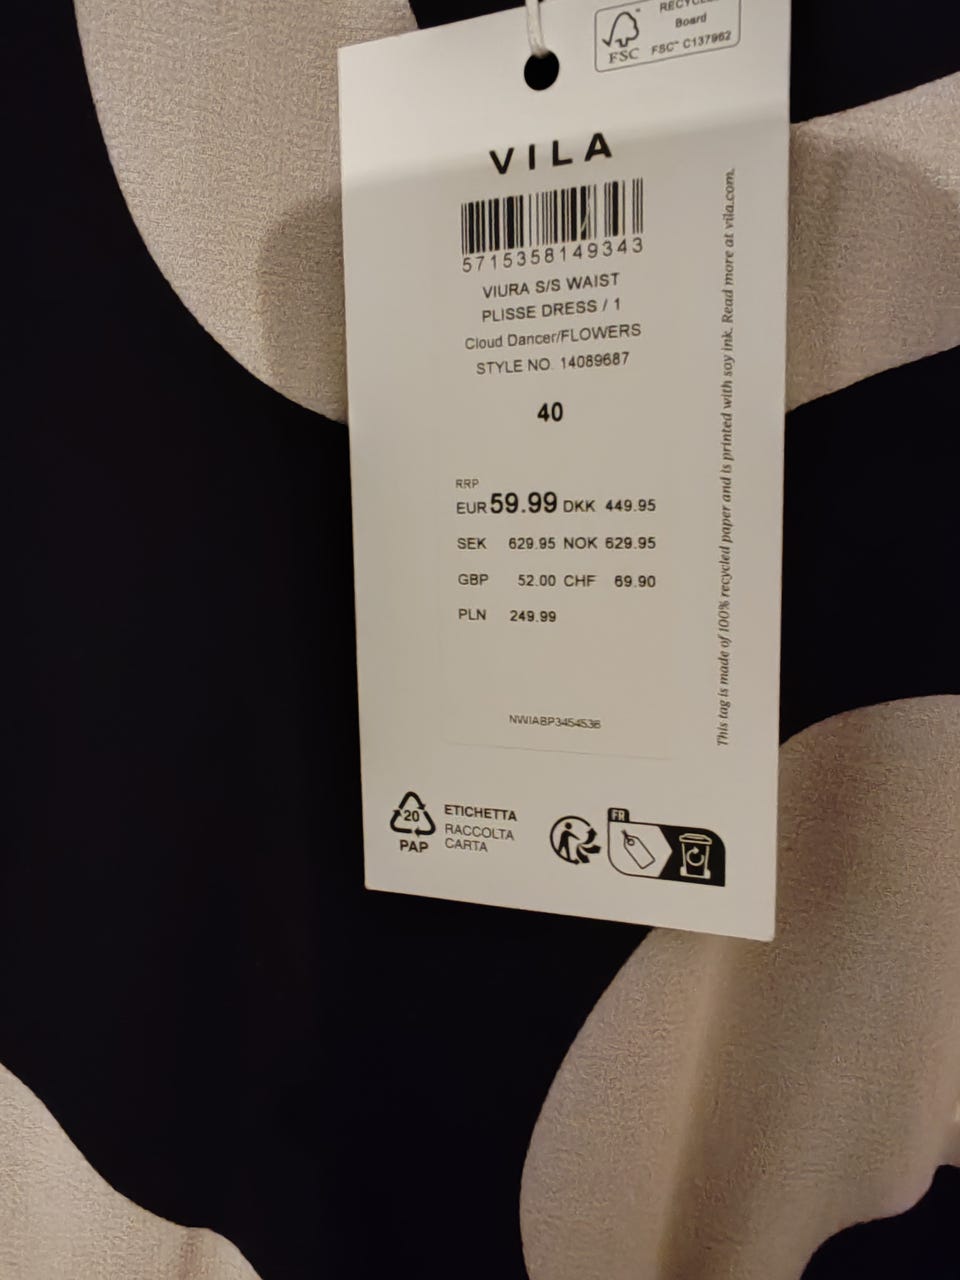 RECYCLED
Board
FSC™ C137962
FSC
VILA
5715358149343
VIURA S/S WAIST
PLISSE DRESS / 1
Cloud Dancer/FLOWERS
STYLE NO. 14089687
40
RRP
EUR 59.99 DKK 449.95
SEK 629.95 NOK 629.95
GBP 52.00 CHF 69.90
PLN 249.99
NWIABP3454536
This tag is made of 100% recycled paper and is printed with soy ink. Read more at vila.com.
20
PAP
ETICHETTA
RACCOLTA
CARTA
FR